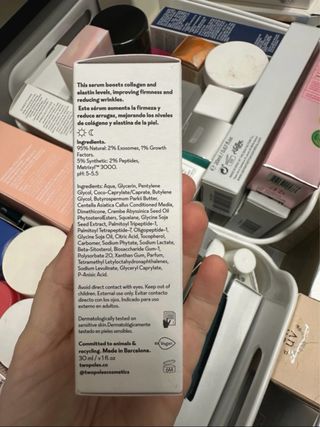 This serum boosts collagen and
elastin levels, improving firmness and
reducing wrinkles.
Este sérum aumenta la firmeza y
reduce arrugas, mejorando los niveles
de colágeno y elastina de la piel.
Ingredients.
95% Natural: 2% Exosomes, 1% Growth
Factors.
5% Synthetic: 2% Peptides,
Matrixyl™3000.
pH: 5-5.5
Ingredientes: Aqua, Glycerin, Pentylene
Glycol, Coco-Caprylate/Caprate, Butylene
Glycol, Butyrospermum Parkii Butter,
Centella Asiatica Callus Conditioned Media,
Dimethicone, Crambe Abyssinica Seed Oil
PhytosterolEsters, Squalane, Glycine Soja
Seed Extract, Palmitoyl Tripeptide-1,
Palmitoyl Tetrapeptide-7, Oligopeptide-1,
Glycine Soja Oil, Citric Acid, Tocopherol,
Carbomer, Sodium Phytate, Sodium Lactate,
Beta-Sitosterol, Biosaccharide Gum-1,
Polysorbate 20, Xanthan Gum, Parfum,
Tetramethyl Acetyloctahydronaphthalenes,
Sodium Levulinate, Glyceryl Caprylate,
P-Anisic Acid.
Avoid direct contact with eyes. Keep out of
children. External use only. Evitar contacto
directo con los ojos. Indicado para uso
externo en adultos.
Dermatologically tested on
sensitive skin. Dermatológicamente
testado en pieles sensibles.
Committed to animals &
recycling. Made in Barcelona.
30 ml / 1 fl oz
twopoles.co
@twopolescosmetics
Vegan
6M